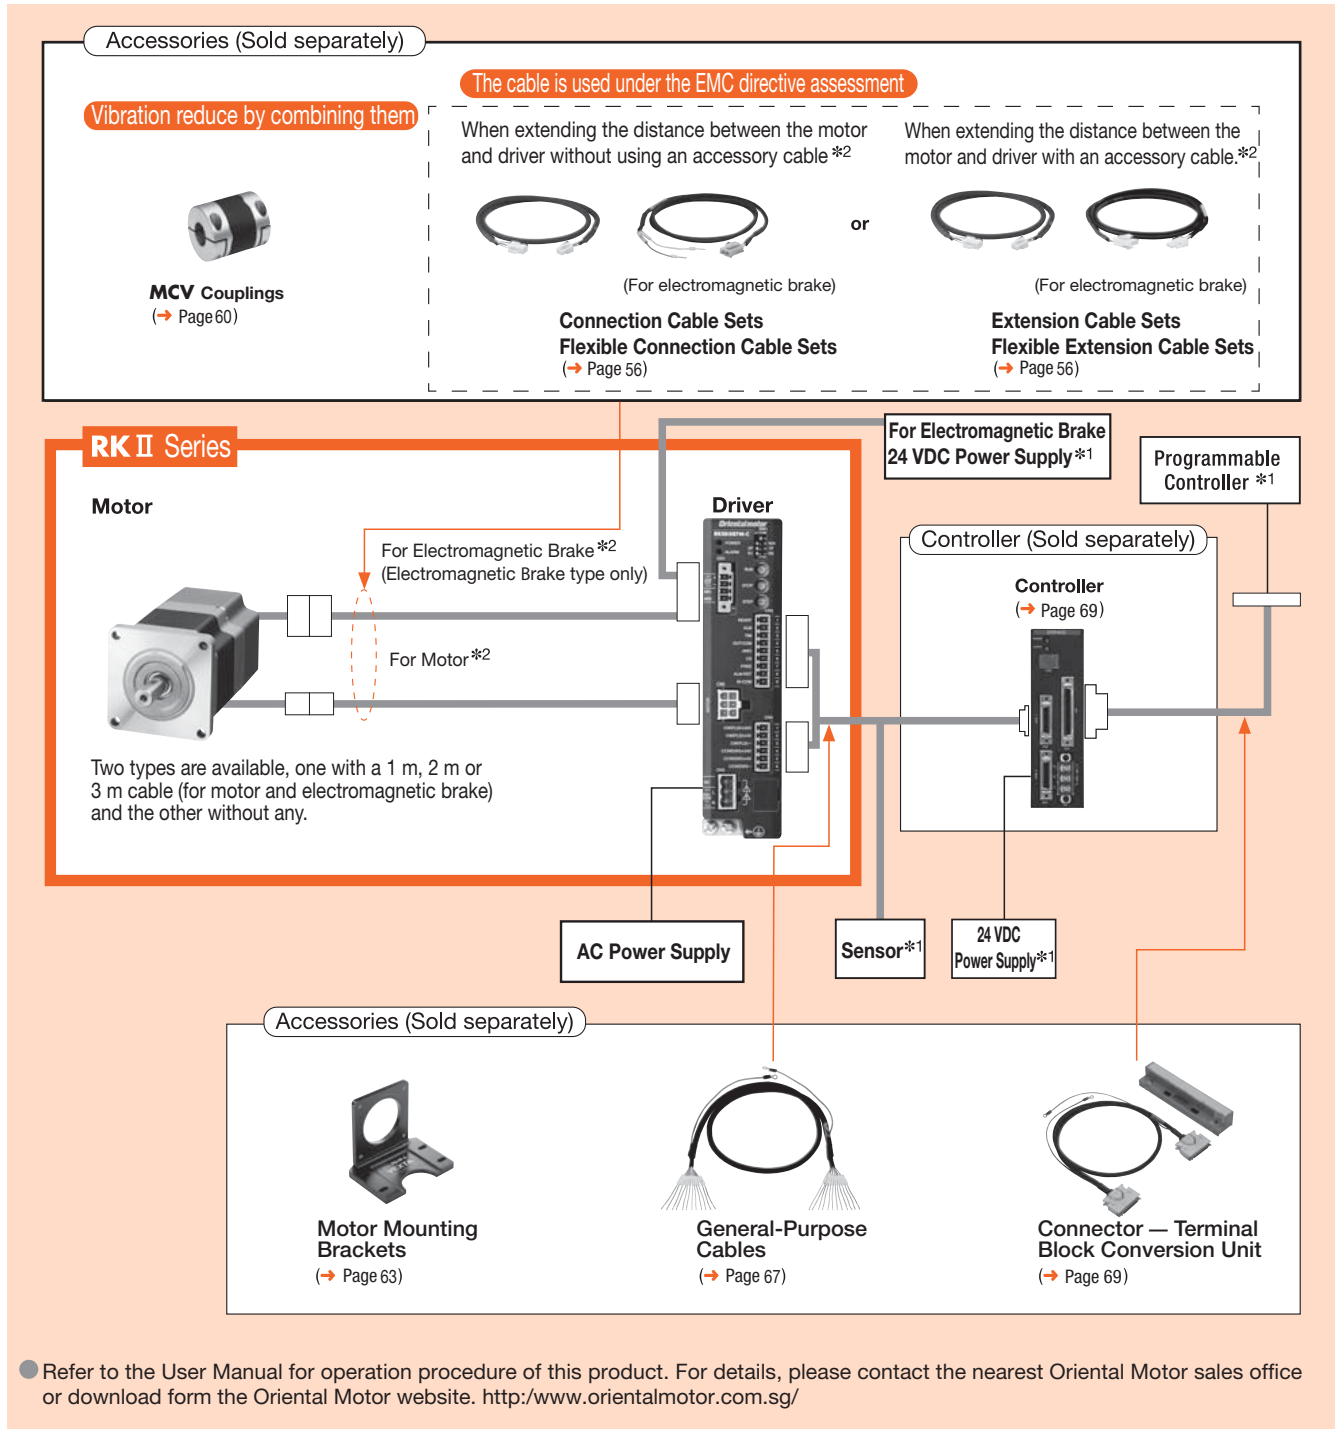 Accessories (Sold separately)
The cable is used under the EMC directive assessment
Vibration reduce by combining them
When extending the distance between the motor
and driver without using an accessory cable*2
When extending the distance between the
motor and driver with an accessory cable.*2
or
(For electromagnetic brake)
(For electromagnetic brake)
MCV Couplings
(→ Page 60)
Connection Cable Sets
Flexible Connection Cable Sets
(→ Page 56)
Extension Cable Sets
Flexible Extension Cable Sets
(→ Page 56)
RK II Series
For Electromagnetic Brake
24 VDC Power Supply*1
Programmable
Controller *1
Motor
Driver
Orientalmotor
For Electromagnetic Brake*2
(Electromagnetic Brake type only)
For Motor*2
Controller (Sold separately)
Controller
(→ Page 69)
Two types are available, one with a 1 m, 2 m or
3 m cable (for motor and electromagnetic brake)
and the other without any.
AC Power Supply
Sensor*1
24 VDC
Power Supply*1
Accessories (Sold separately)
Motor Mounting
Brackets
(→ Page 63)
General-Purpose
Cables
(→ Page 67)
Connector — Terminal
Block Conversion Unit
(→ Page 69)
● Refer to the User Manual for operation procedure of this product. For details, please contact the nearest Oriental Motor sales office
or download form the Oriental Motor website. http:/www.orientalmotor.com.sg/